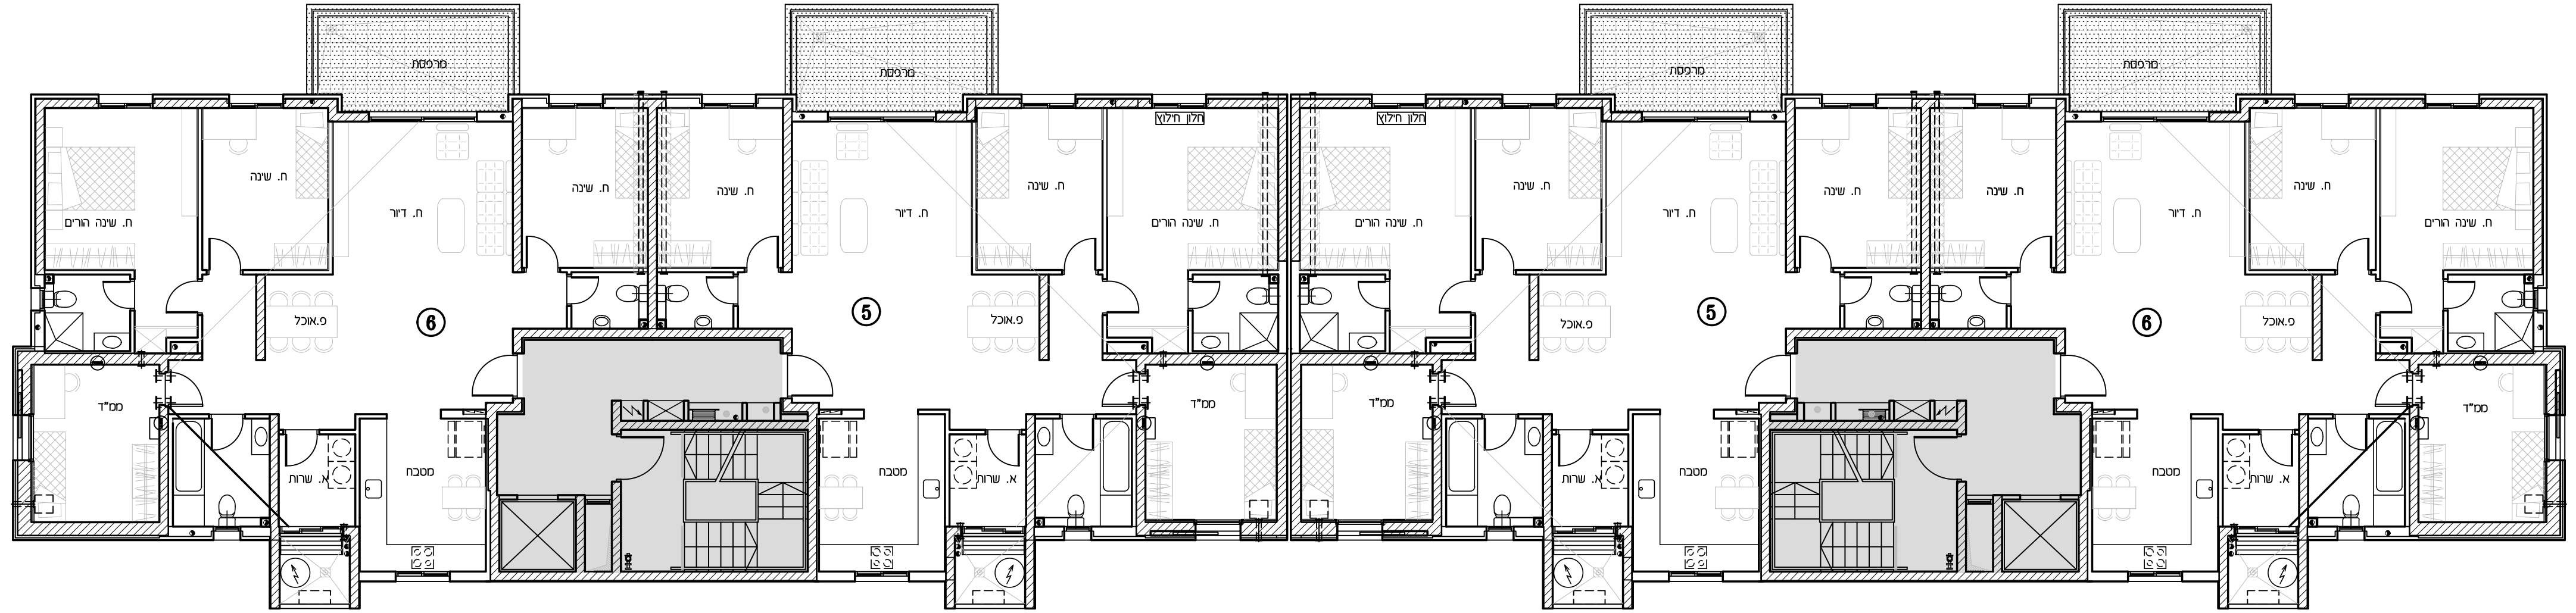 מרפסת
מרפסת
מרפסת
מרפסת
חלון חילוץ
חלון חילוץ
ח. שינה הורים
ח. שינה
ח. דיור
ח. שינה
ח. שינה
ח. דיור
ח. שינה
ח. שינה הורים
ח. שינה הורים
ח. שינה
ח. דיור
ח. שינה
ח. שינה
ח. דיור
ח. שינה
ח. שינה הורים
פ.אוכל
6
5
פ.אוכל
פ.אוכל
5
6
פ.אוכל
ממ"ד
ממ"ד
ממ"ד
ממ"ד
א. שרות
מטבח
מטבח
א. שרות
א. שרות
מטבח
מטבח
א. שרות